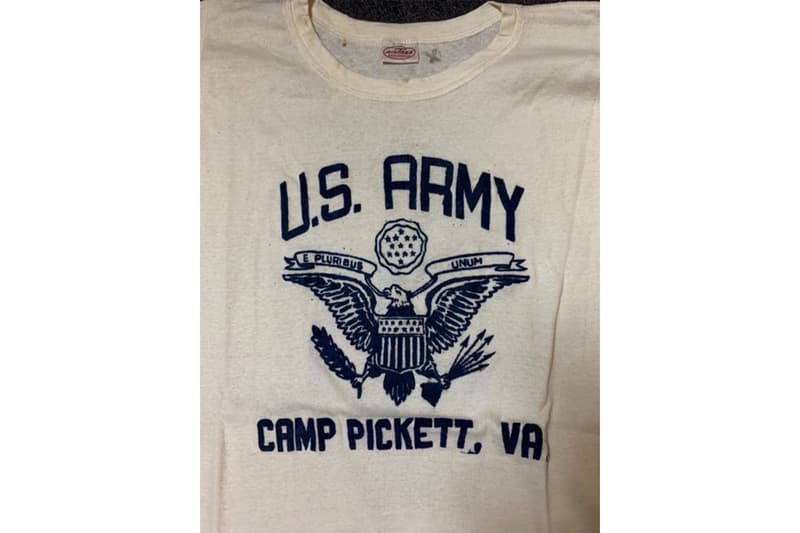 U.S. ARMY
E PLURIBUS UNUM
CAMP PICKETT, VA